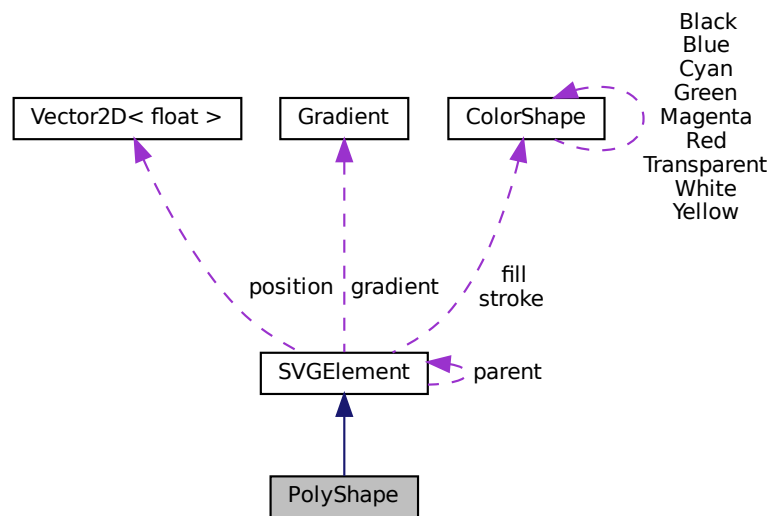 Black
Blue
Cyan
Green
Magenta
Red
Transparent
White
Yellow
Vector2D< float >
Gradient
ColorShape
position
gradient
fill
stroke
SVGElement
parent
PolyShape